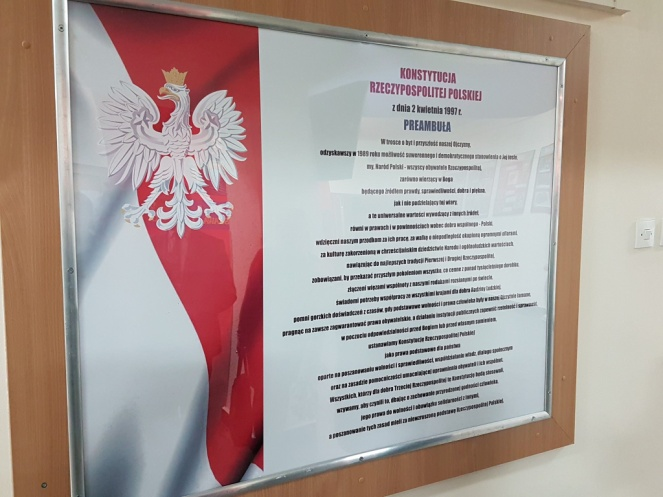 KONSTYTUCJA
RZECZYPOSPOLITEJ POLSKIEJ
z dnia 2 kwietnia 1997 r.
PREAMBUŁA
W trosce o byt i przyszłość naszej Ojczyzny,
odzyskawszy w 1989 roku możliwość suwerennego i demokratycznego stanowienia o Jej losie,
my, Naród Polski - wszyscy obywatele Rzeczypospolitej,
zarówno wierzący w Boga
będącego źródłem prawdy, sprawiedliwości, dobra i piękna,
jak i nie podzielający tej wiary,
a te uniwersalne wartości wywodzący z innych źródeł,
równi w prawach i w powinnościach wobec dobra wspólnego - Polski,
wdzięczni naszym przodkom za ich pracę, za walkę o niepodległość okupioną ogromnymi ofiarami,
za kulturę zakorzenioną w chrześcijańskim dziedzictwie Narodu i ogólnoludzkich wartościach,
nawiązując do najlepszych tradycji Pierwszej i Drugiej Rzeczypospolitej,
zobowiązani, by przekazać przyszłym pokoleniom wszystko, co cenne z ponad tysiącletniego dorobku,
złączeni więzami wspólnoty z naszymi rodakami rozsianymi po świecie,
świadomi potrzeby współpracy ze wszystkimi krajami dla dobra Rodziny Ludzkiej,
pomni gorzkich doświadczeń z czasów, gdy podstawowe wolności i prawa człowieka były w naszej Ojczyźnie łamane,
pragnąc na zawsze zagwarantować prawa obywatelskie, a działaniu instytucji publicznych zapewnić rzetelność i sprawność,
w poczuciu odpowiedzialności przed Bogiem lub przed własnym sumieniem,
ustanawiamy Konstytucję Rzeczypospolitej Polskiej
jako prawa podstawowe dla państwa
oparte na poszanowaniu wolności i sprawiedliwości, współdziałaniu władz, dialogu społecznym
oraz na zasadzie pomocniczości umacniającej uprawnienia obywateli i ich wspólnot.
Wszystkich, którzy dla dobra Trzeciej Rzeczypospolitej tę Konstytucję będą stosowali,
wzywamy, aby czynili to, dbając o zachowanie przyrodzonej godności człowieka,
jego prawa do wolności i obowiązku solidarności z innymi,
a poszanowanie tych zasad mieli za niewzruszoną podstawę Rzeczypospolitej Polskiej.